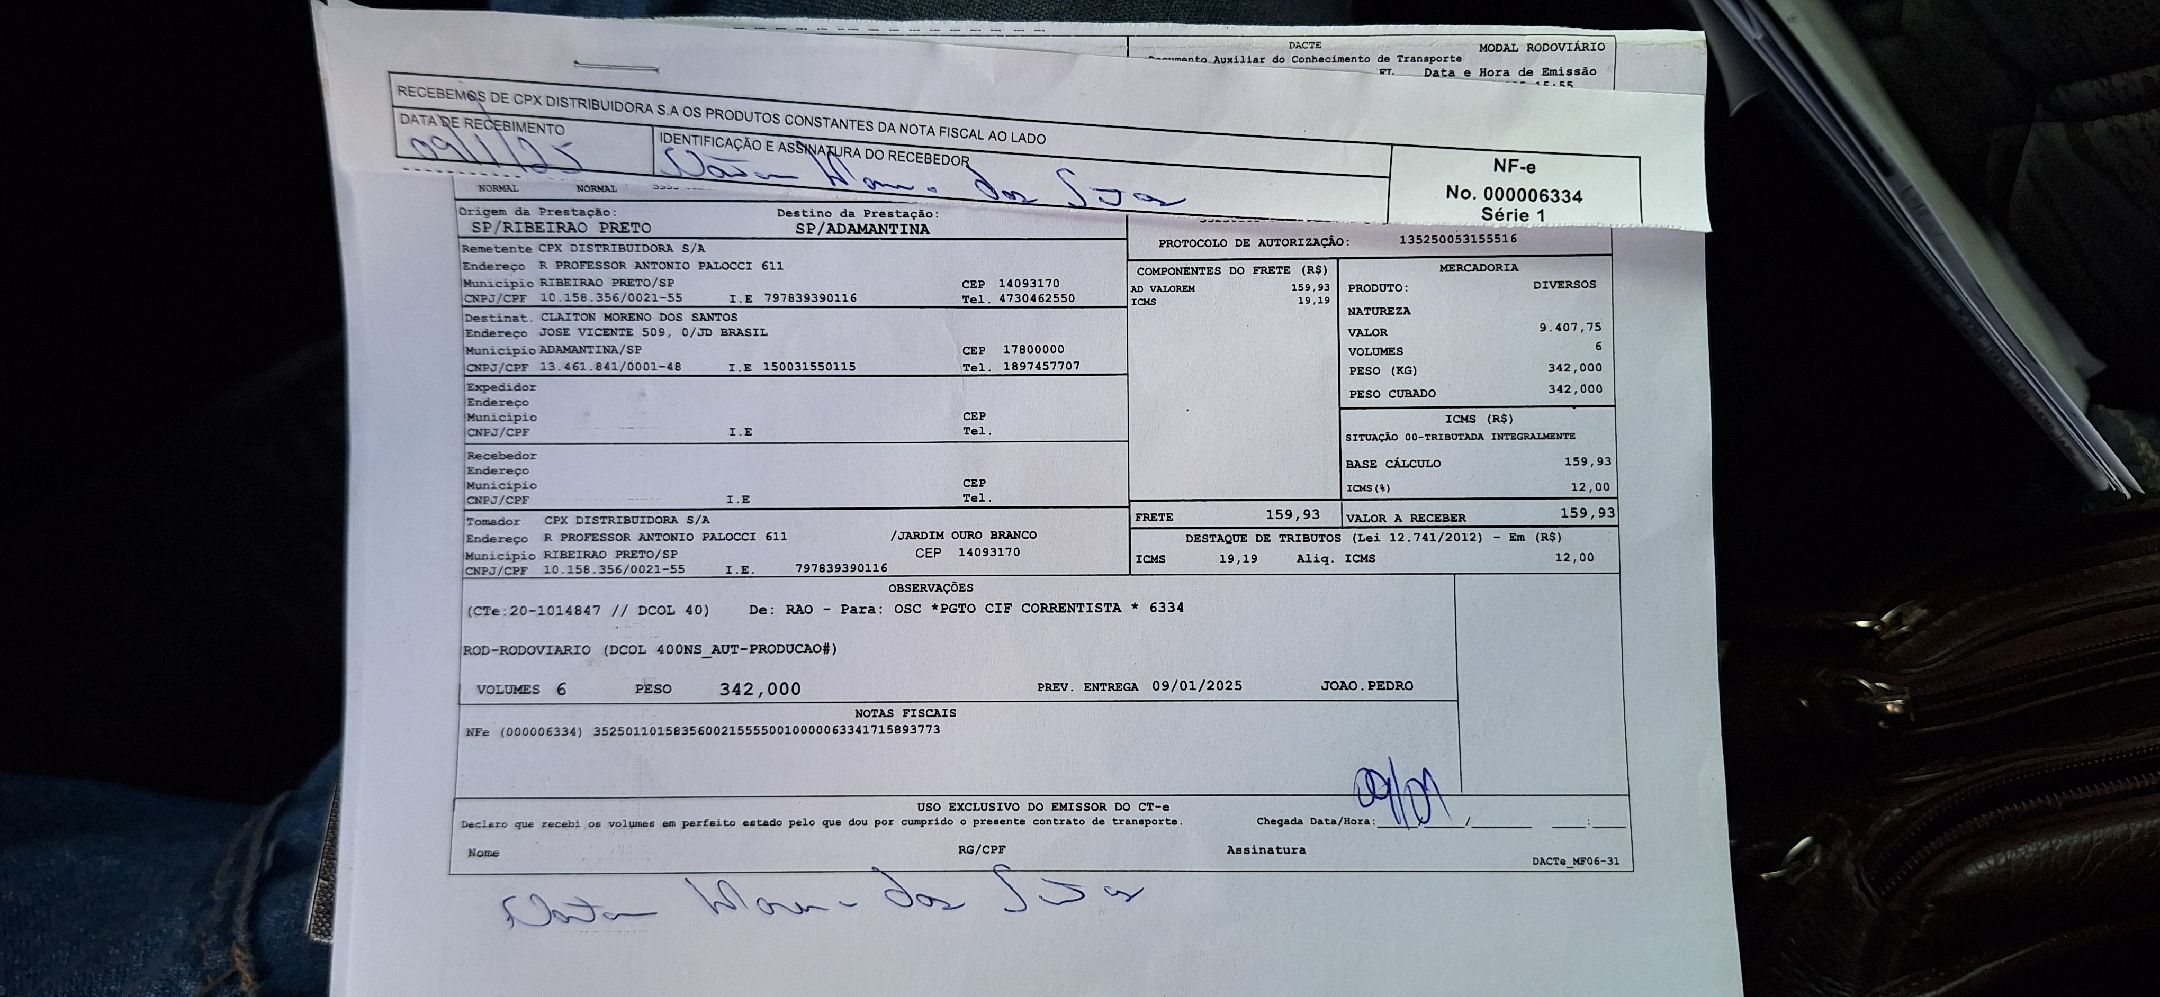 DACTE
MODAL RODOVIÁRIO
Auxiliar do Conhecimento de Transporte
Data e Hora de Emissão
RECEBEMOS DE CPX DISTRIBUIDORA S.A OS PRODUTOS CONSTANTES DA NOTA FISCAL AO LADO
DATA DE RECEBIMENTO
IDENTIFICAÇÃO E ASSINATURA DO RECEBEDOR
NF-e
No. 000006334
Série 1
NORMAL NORMAL
Origem da Prestação: Destino da Prestação:
SP/RIBEIRAO PRETO SP/ADAMANTINA
PROTOCOLO DE AUTORIZAÇÃO: 135250053155516
Remetente CPX DISTRIBUIDORA S/A
Endereço R PROFESSOR ANTONIO PALOCCI 611
Município RIBEIRAO PRETO/SP CEP 14093170
CNPJ/CPF 10.158.356/0021-55 I.E 797839390116 Tel. 4730462550
Destinat. CLAITON MORENO DOS SANTOS
Endereço JOSE VICENTE 509, 0/JD BRASIL
Município ADAMANTINA/SP CEP 17800000
CNPJ/CPF 13.461.841/0001-48 I.E 150031550115 Tel. 1897457707
Expedidor
Endereço
Município CEP
CNPJ/CPF I.E Tel.
Recebedor
Endereço
Município CEP
CNPJ/CPF I.E Tel.
Tomador CPX DISTRIBUIDORA S/A
Endereço R PROFESSOR ANTONIO PALOCCI 611 /JARDIM OURO BRANCO
Município RIBEIRAO PRETO/SP CEP 14093170
CNPJ/CPF 10.158.356/0021-55 I.E. 797839390116
COMPONENTES DO FRETE (R$)
AD VALOREM 159,93
ICMS 19,19
MERCADORIA
PRODUTO: DIVERSOS
NATUREZA
VALOR 9.407,75
VOLUMES 6
PESO (KG) 342,000
PESO CUBADO 342,000
ICMS (R$)
SITUAÇÃO 00-TRIBUTADA INTEGRALMENTE
BASE CÁLCULO 159,93
ICMS(%) 12,00
FRETE 159,93 VALOR A RECEBER 159,93
DESTAQUE DE TRIBUTOS (Lei 12.741/2012) - Em (R$)
ICMS 19,19 Aliq. ICMS 12,00
OBSERVAÇÕES
(CTe:20-1014847 // DCOL 40) De: RAO - Para: OSC *PGTO CIF CORRENTISTA * 6334
ROD-RODOVIARIO (DCOL 400NS_AUT-PRODUCAO#)
VOLUMES 6 PESO 342,000 PREV. ENTREGA 09/01/2025 JOAO.PEDRO
NOTAS FISCAIS
NFe (000006334) 35250110158356002155550010000063341715893773
09/01
USO EXCLUSIVO DO EMISSOR DO CT-e
Declaro que recebi os volumes em perfeito estado pelo que dou por cumprido o presente contrato de transporte. Chegada Data/Hora:
Nome RG/CPF Assinatura
DACTe_MF06-31